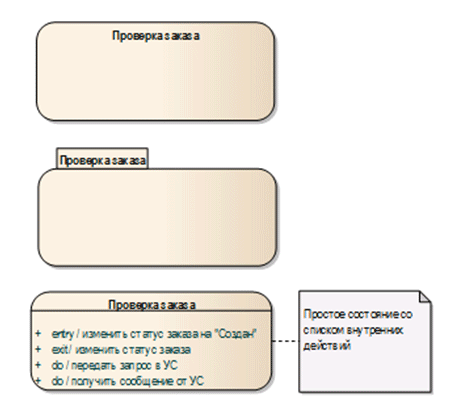 Проверка заказа
Проверка заказа
Проверка заказа
+ entry / изменить статус заказа на "Создан"
+ exit / изменить статус заказа
+ do / передать запрос в УС
+ do / получить сообщение от УС
Простое состояние со
списком внутренних
действий